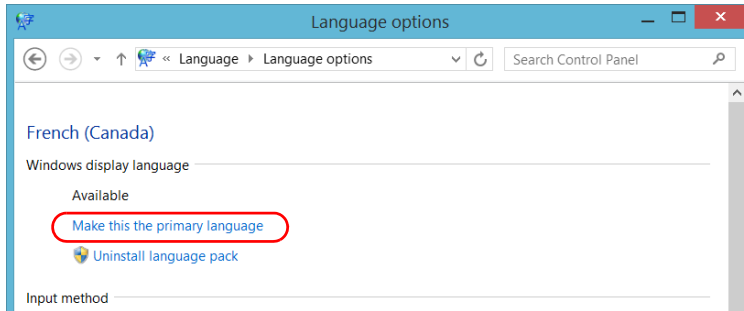 Language options
« Language Language options
Search Control Panel
French (Canada)
Windows display language
Available
Make this the primary language
Uninstall language pack
Input method